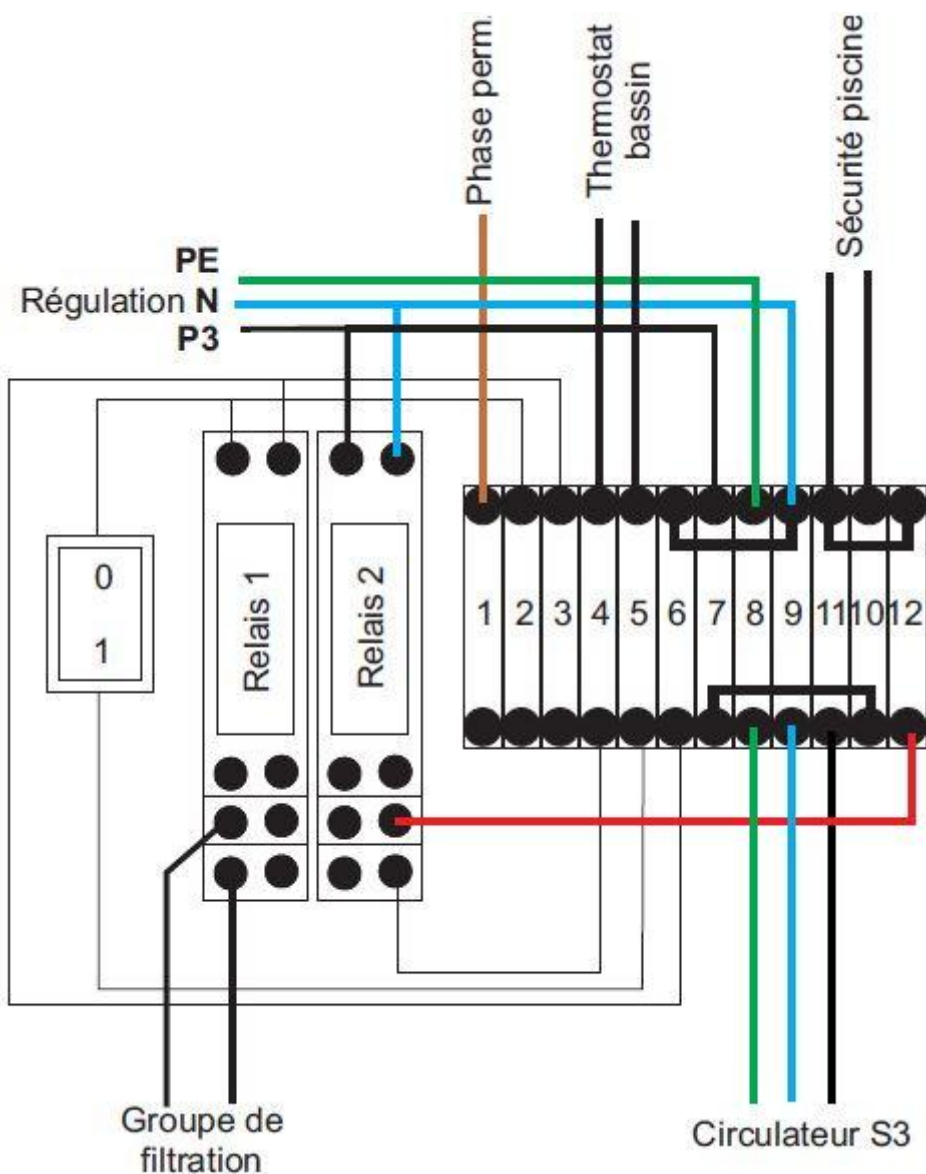 Phase perm.
Thermostat
bassin
Sécurité piscine
PE
Régulation N
P3
0
1
Relais 1
Relais 2
1 2 3 4 5 6 7 8 9 11 10 12
Groupe de
filtration
Circulateur S3